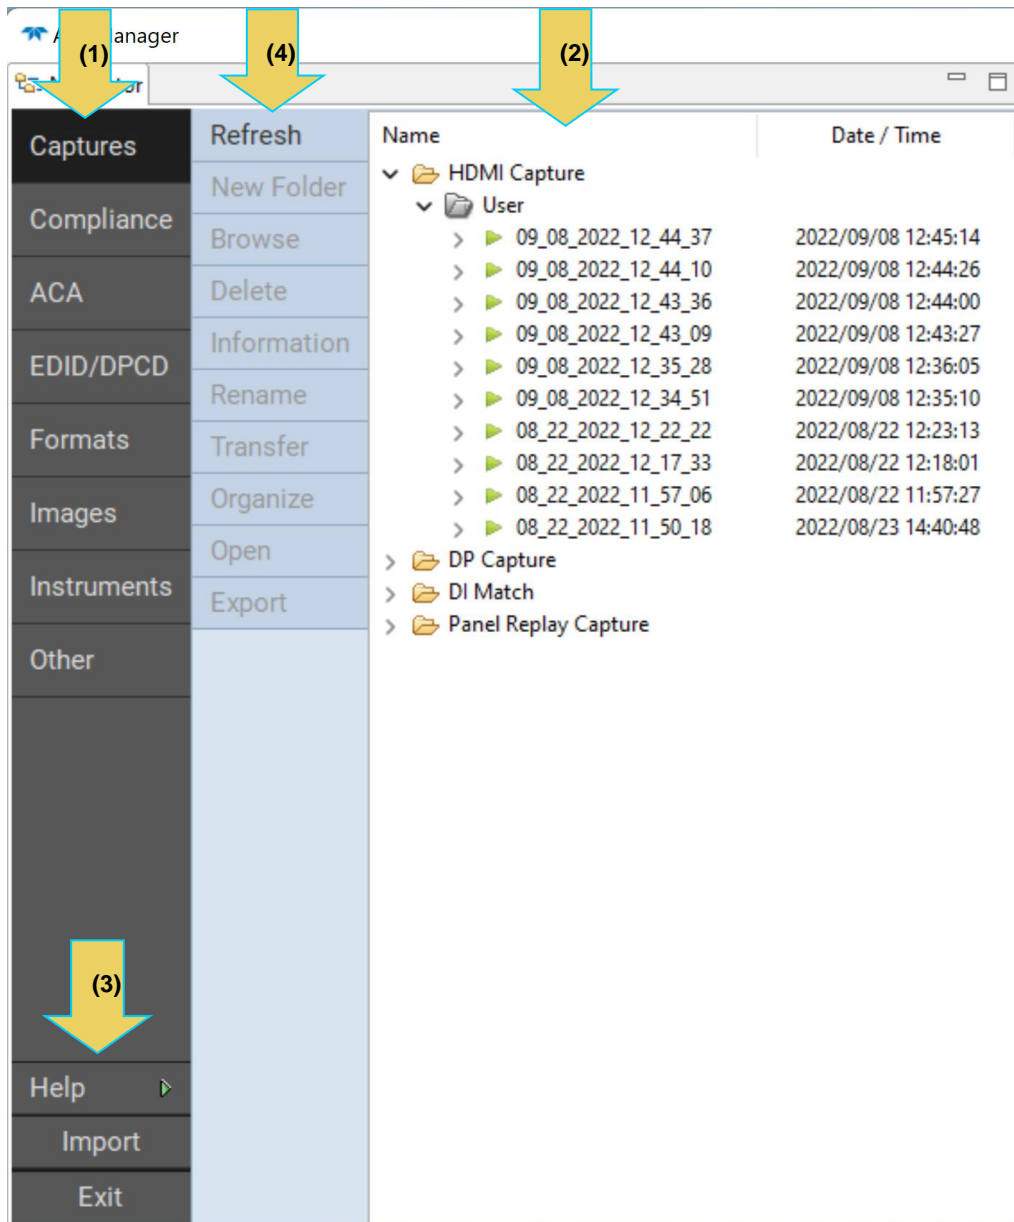 (1)
(4)
(2)
(3)
Captures
Compliance
ACA
EDID/DPCD
Formats
Images
Instruments
Other
Help
Import
Exit
Refresh
New Folder
Browse
Delete
Information
Rename
Transfer
Organize
Open
Export
Name Date / Time
HDMI Capture
User
09_08_2022_12_44_37 2022/09/08 12:45:14
09_08_2022_12_44_10 2022/09/08 12:44:26
09_08_2022_12_43_36 2022/09/08 12:44:00
09_08_2022_12_43_09 2022/09/08 12:43:27
09_08_2022_12_35_28 2022/09/08 12:36:05
09_08_2022_12_34_51 2022/09/08 12:35:10
08_22_2022_12_22_22 2022/08/22 12:23:13
08_22_2022_12_17_33 2022/08/22 12:18:01
08_22_2022_11_57_06 2022/08/22 11:57:27
08_22_2022_11_50_18 2022/08/23 14:40:48
DP Capture
DI Match
Panel Replay Capture